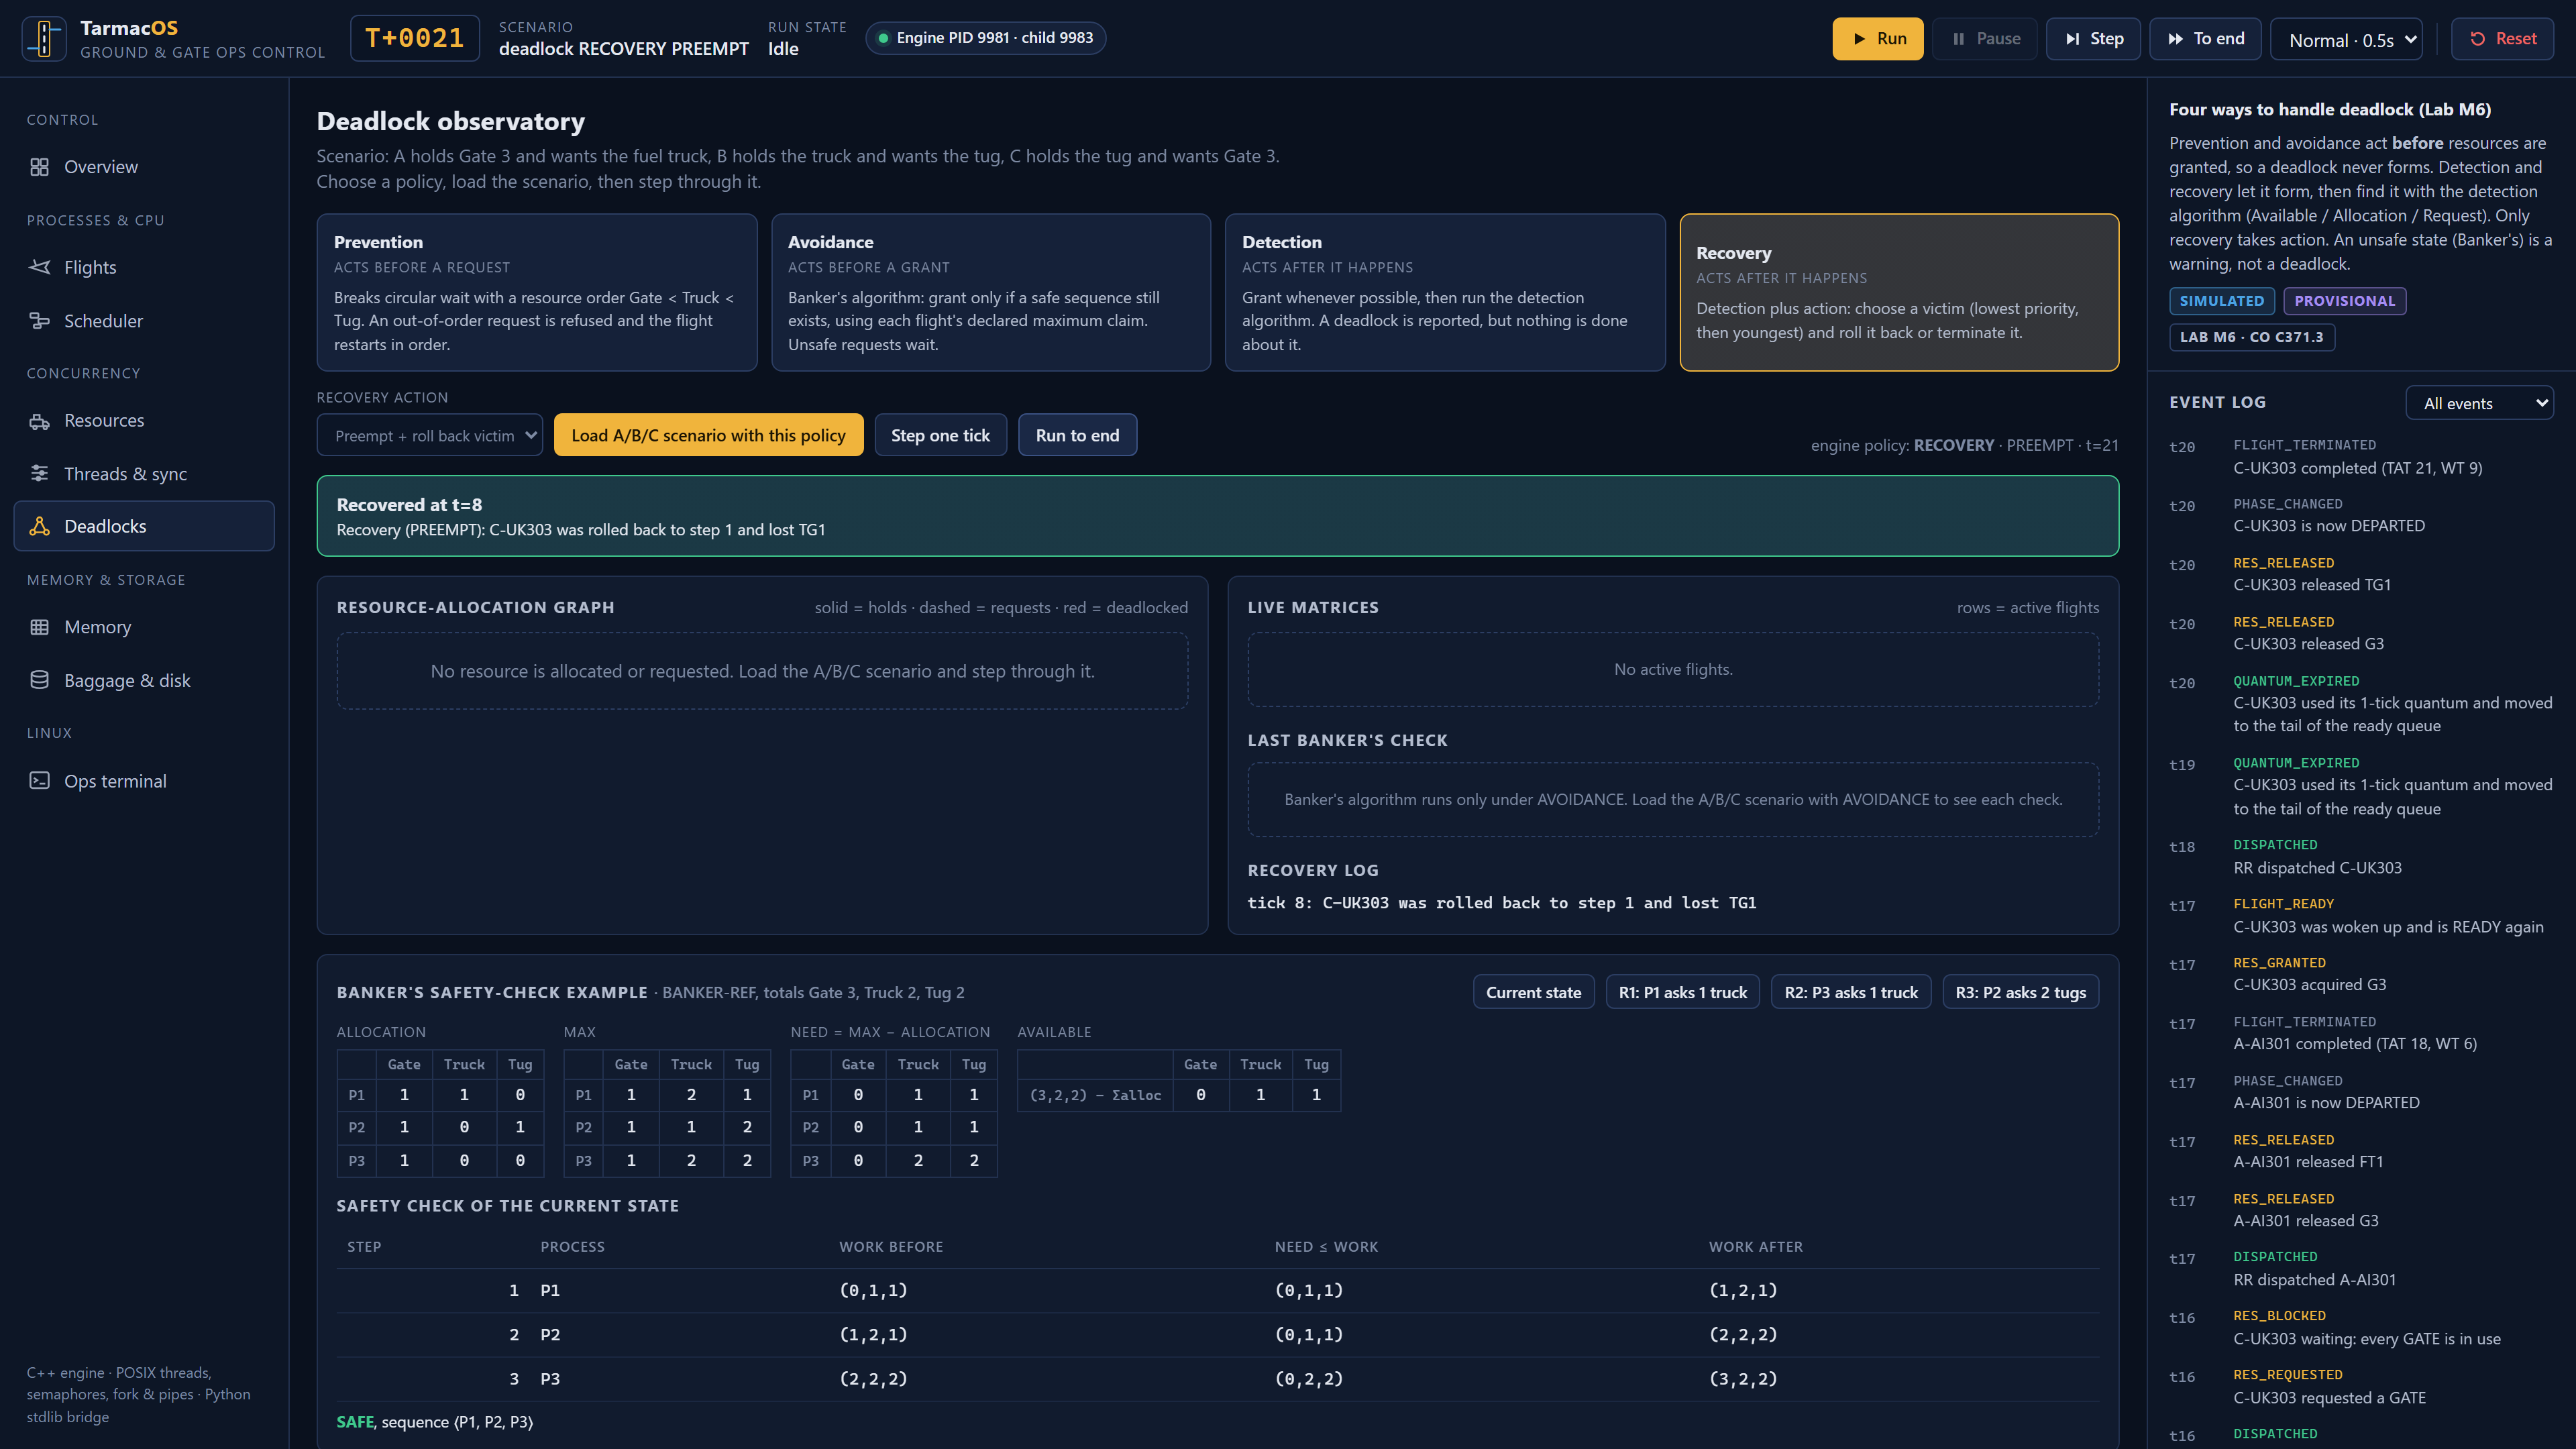 TarmacOS
GROUND & GATE OPS CONTROL
T+0021
SCENARIO
deadlock RECOVERY PREEMPT
RUN STATE
Idle
Engine PID 9981 · child 9983
Run
Pause
Step
To end
Normal · 0.5s
Reset
CONTROL
Overview
PROCESSES & CPU
Flights
Scheduler
CONCURRENCY
Resources
Threads & sync
Deadlocks
MEMORY & STORAGE
Memory
Baggage & disk
LINUX
Ops terminal
C++ engine · POSIX threads,
semaphores, fork & pipes · Python
stdlib bridge
Deadlock observatory
Scenario: A holds Gate 3 and wants the fuel truck, B holds the truck and wants the tug, C holds the tug and wants Gate 3.
Choose a policy, load the scenario, then step through it.
Prevention
ACTS BEFORE A REQUEST
Breaks circular wait with a resource order Gate < Truck <
Tug. An out-of-order request is refused and the flight
restarts in order.
Avoidance
ACTS BEFORE A GRANT
Banker's algorithm: grant only if a safe sequence still
exists, using each flight's declared maximum claim.
Unsafe requests wait.
Detection
ACTS AFTER IT HAPPENS
Grant whenever possible, then run the detection
algorithm. A deadlock is reported, but nothing is done
about it.
Recovery
ACTS AFTER IT HAPPENS
Detection plus action: choose a victim (lowest priority,
then youngest) and roll it back or terminate it.
RECOVERY ACTION
Preempt + roll back victim
Load A/B/C scenario with this policy
Step one tick
Run to end
engine policy: RECOVERY · PREEMPT · t=21
Recovered at t=8
Recovery (PREEMPT): C-UK303 was rolled back to step 1 and lost TG1
RESOURCE-ALLOCATION GRAPH
solid = holds · dashed = requests · red = deadlocked
No resource is allocated or requested. Load the A/B/C scenario and step through it.
LIVE MATRICES
rows = active flights
No active flights.
LAST BANKER'S CHECK
Banker's algorithm runs only under AVOIDANCE. Load the A/B/C scenario with AVOIDANCE to see each check.
RECOVERY LOG
tick 8: C-UK303 was rolled back to step 1 and lost TG1
BANKER'S SAFETY-CHECK EXAMPLE · BANKER-REF, totals Gate 3, Truck 2, Tug 2
Current state
R1: P1 asks 1 truck
R2: P3 asks 1 truck
R3: P2 asks 2 tugs
ALLOCATION
Gate Truck Tug
P1 1 1 0
P2 1 0 1
P3 1 0 0
MAX
Gate Truck Tug
P1 1 2 1
P2 1 1 2
P3 1 2 2
NEED = MAX − ALLOCATION
Gate Truck Tug
P1 0 1 1
P2 0 1 1
P3 0 2 2
AVAILABLE
Gate Truck Tug
(3,2,2) − Σalloc 0 1 1
SAFETY CHECK OF THE CURRENT STATE
STEP PROCESS WORK BEFORE NEED ≤ WORK WORK AFTER
1 P1 (0,1,1) (0,1,1) (1,2,1)
2 P2 (1,2,1) (0,1,1) (2,2,2)
3 P3 (2,2,2) (0,2,2) (3,2,2)
SAFE, sequence ⟨P1, P2, P3⟩
Four ways to handle deadlock (Lab M6)
Prevention and avoidance act before resources are
granted, so a deadlock never forms. Detection and
recovery let it form, then find it with the detection
algorithm (Available / Allocation / Request). Only
recovery takes action. An unsafe state (Banker's) is a
warning, not a deadlock.
SIMULATED
PROVISIONAL
LAB M6 · CO C371.3
EVENT LOG
All events
t20 FLIGHT_TERMINATED
C-UK303 completed (TAT 21, WT 9)
t20 PHASE_CHANGED
C-UK303 is now DEPARTED
t20 RES_RELEASED
C-UK303 released TG1
t20 RES_RELEASED
C-UK303 released G3
t20 QUANTUM_EXPIRED
C-UK303 used its 1-tick quantum and moved
to the tail of the ready queue
t19 QUANTUM_EXPIRED
C-UK303 used its 1-tick quantum and moved
to the tail of the ready queue
t18 DISPATCHED
RR dispatched C-UK303
t17 FLIGHT_READY
C-UK303 was woken up and is READY again
t17 RES_GRANTED
C-UK303 acquired G3
t17 FLIGHT_TERMINATED
A-AI301 completed (TAT 18, WT 6)
t17 PHASE_CHANGED
A-AI301 is now DEPARTED
t17 RES_RELEASED
A-AI301 released FT1
t17 RES_RELEASED
A-AI301 released G3
t17 DISPATCHED
RR dispatched A-AI301
t16 RES_BLOCKED
C-UK303 waiting: every GATE is in use
t16 RES_REQUESTED
C-UK303 requested a GATE
t16 DISPATCHED